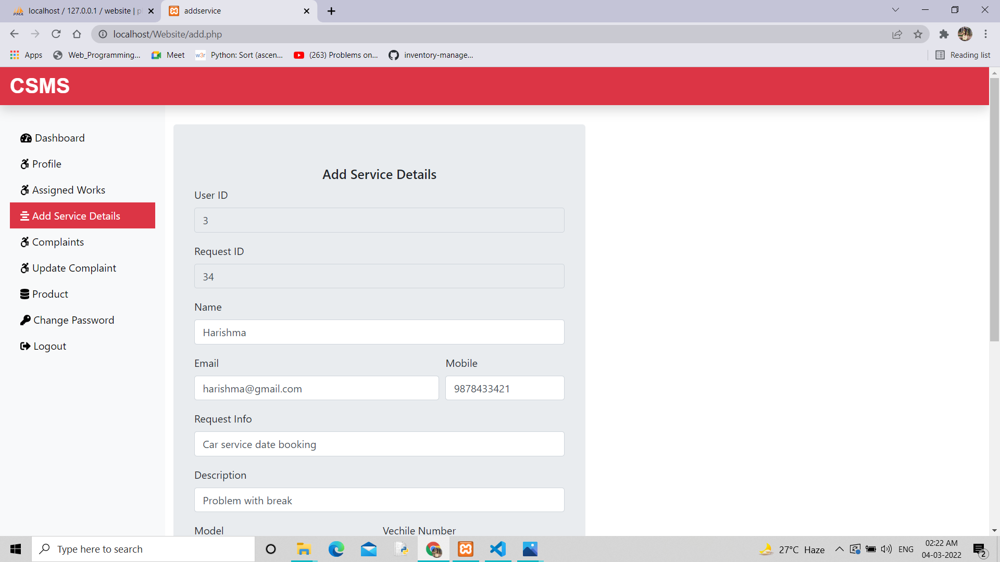 localhost / 127.0.0.1 / website | p
addservice
localhost/Website/add.php
Apps
Web_Programming...
Meet
w3r
Python: Sort (ascen...
(263) Problems on...
inventory-manage...
Reading list
CSMS
Dashboard
Profile
Assigned Works
Add Service Details
Complaints
Update Complaint
Product
Change Password
Logout
Add Service Details
User ID
3
Request ID
34
Name
Harishma
Email
Mobile
harishma@gmail.com
9878433421
Request Info
Car service date booking
Description
Problem with break
Model
Vechile Number
Type here to search
27°C Haze
ENG
02:22 AM
04-03-2022
2